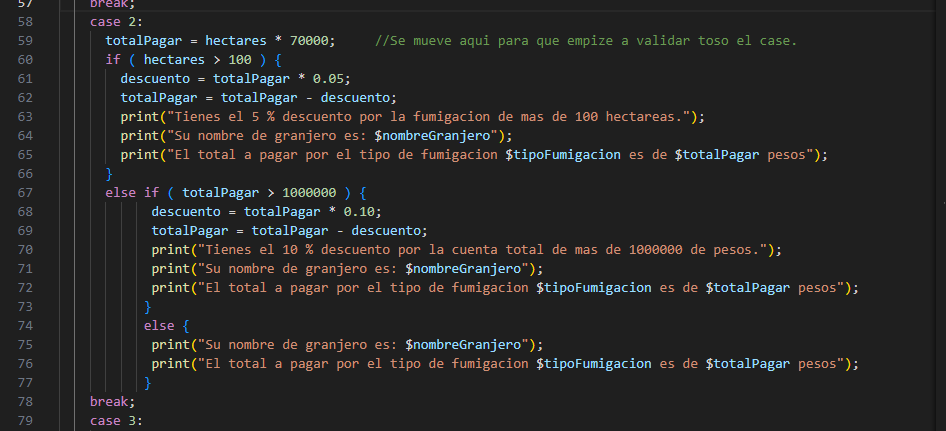 57 break;
58 case 2:
59 totalPagar = hectares * 70000; //Se mueve aqui para que empize a validar toso el case.
60 if ( hectares > 100 ) {
61 descuento = totalPagar * 0.05;
62 totalPagar = totalPagar - descuento;
63 print("Tienes el 5 % descuento por la fumigacion de mas de 100 hectareas.");
64 print("Su nombre de granjero es: $nombreGranjero");
65 print("El total a pagar por el tipo de fumigacion $tipoFumigacion es de $totalPagar pesos");
66 }
67 else if ( totalPagar > 1000000 ) {
68 descuento = totalPagar * 0.10;
69 totalPagar = totalPagar - descuento;
70 print("Tienes el 10 % descuento por la cuenta total de mas de 1000000 de pesos.");
71 print("Su nombre de granjero es: $nombreGranjero");
72 print("El total a pagar por el tipo de fumigacion $tipoFumigacion es de $totalPagar pesos");
73 }
74 else {
75 print("Su nombre de granjero es: $nombreGranjero");
76 print("El total a pagar por el tipo de fumigacion $tipoFumigacion es de $totalPagar pesos");
77 }
78 break;
79 case 3: